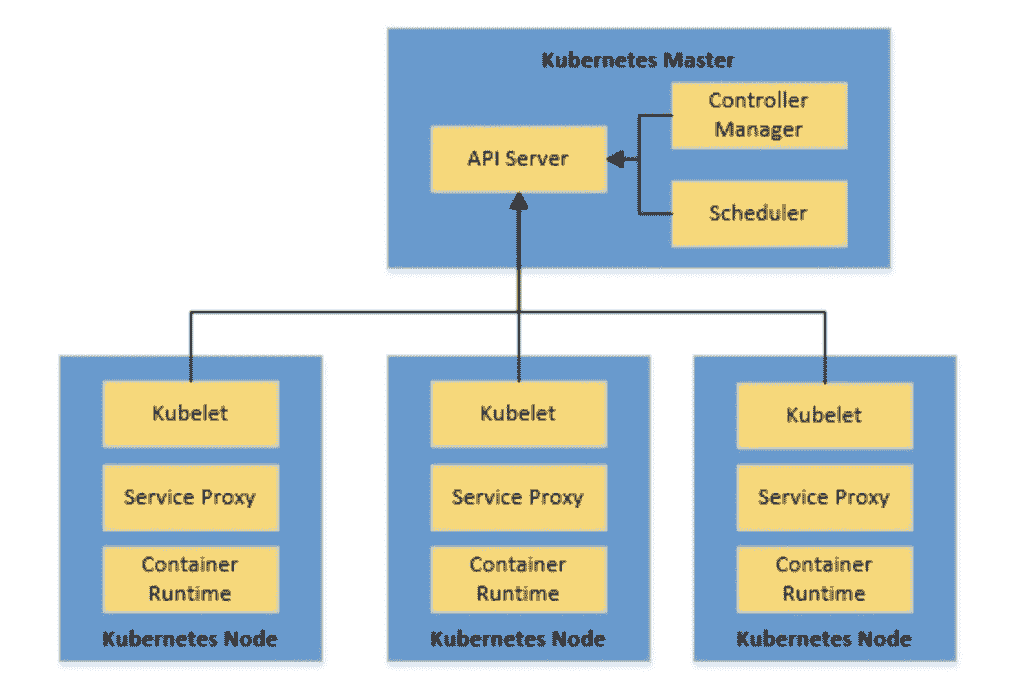 Kubernetes Master
Controller
Manager
API Server
Scheduler
Kubelet
Service Proxy
Container
Runtime
Kubernetes Node
Kubelet
Service Proxy
Container
Runtime
Kubernetes Node
Kubelet
Service Proxy
Container
Runtime
Kubernetes Node